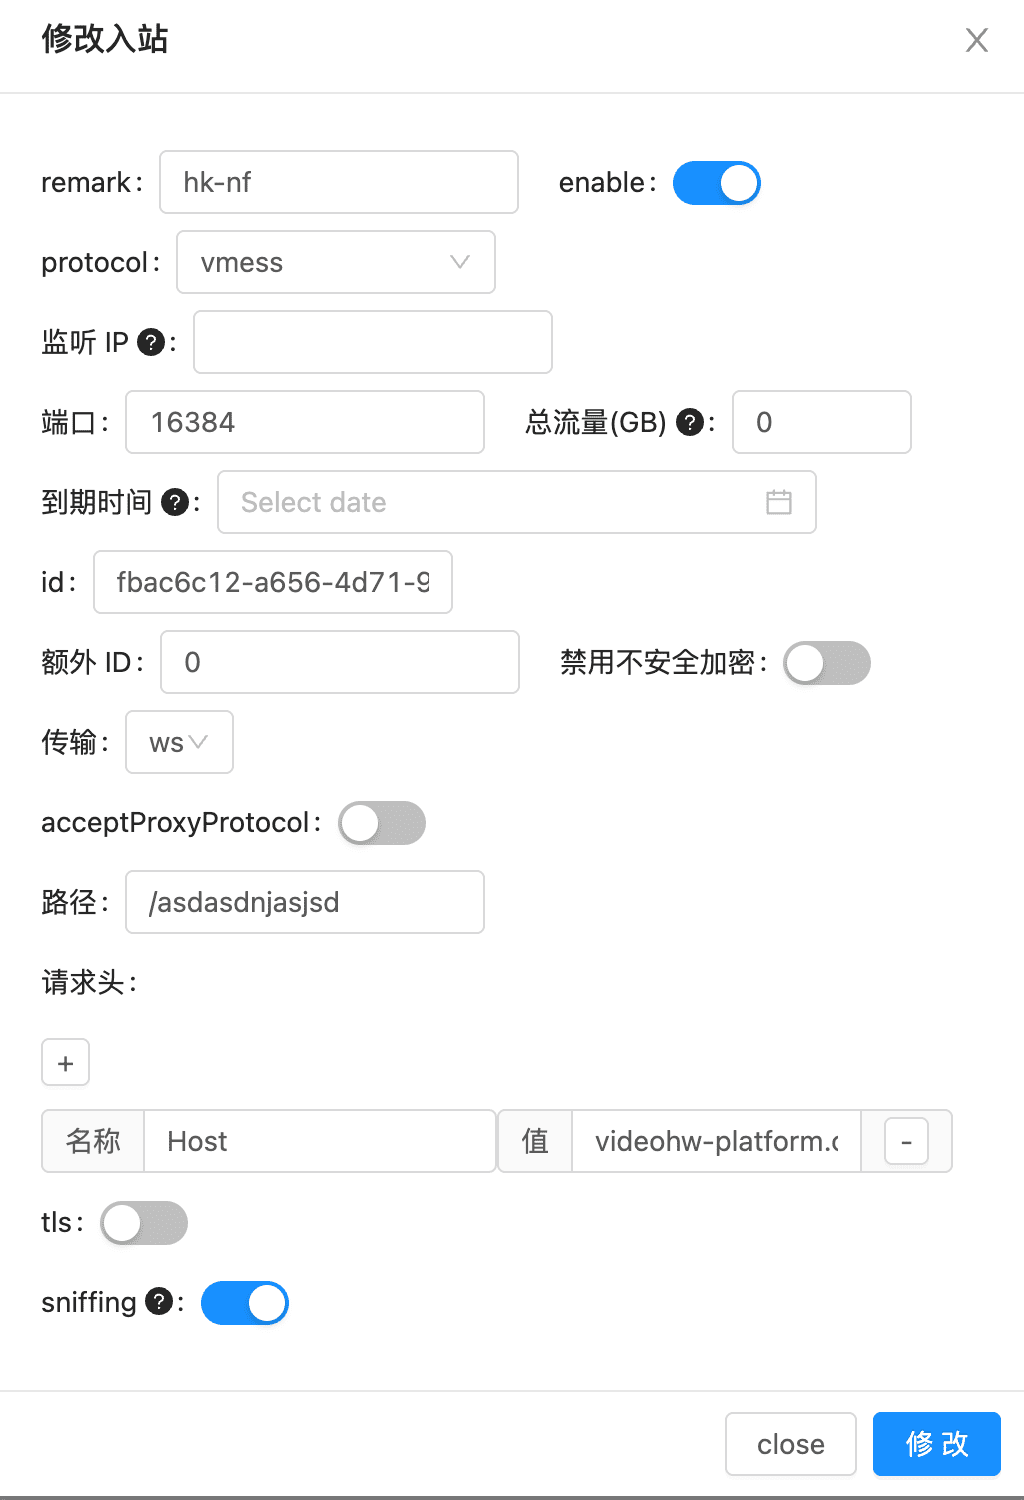 修改入站
remark: hk-nf enable:
protocol: vmess
监听 IP ?:
端口: 16384 总流量(GB) ?: 0
到期时间 ?: Select date
id: fbac6c12-a656-4d71-9
额外 ID: 0 禁用不安全加密:
传输: ws
acceptProxyProtocol:
路径: /asdasdnjasjsd
请求头:
+
名称 Host 值 videohw-platform.c -
tls:
sniffing ?:
close 修 改